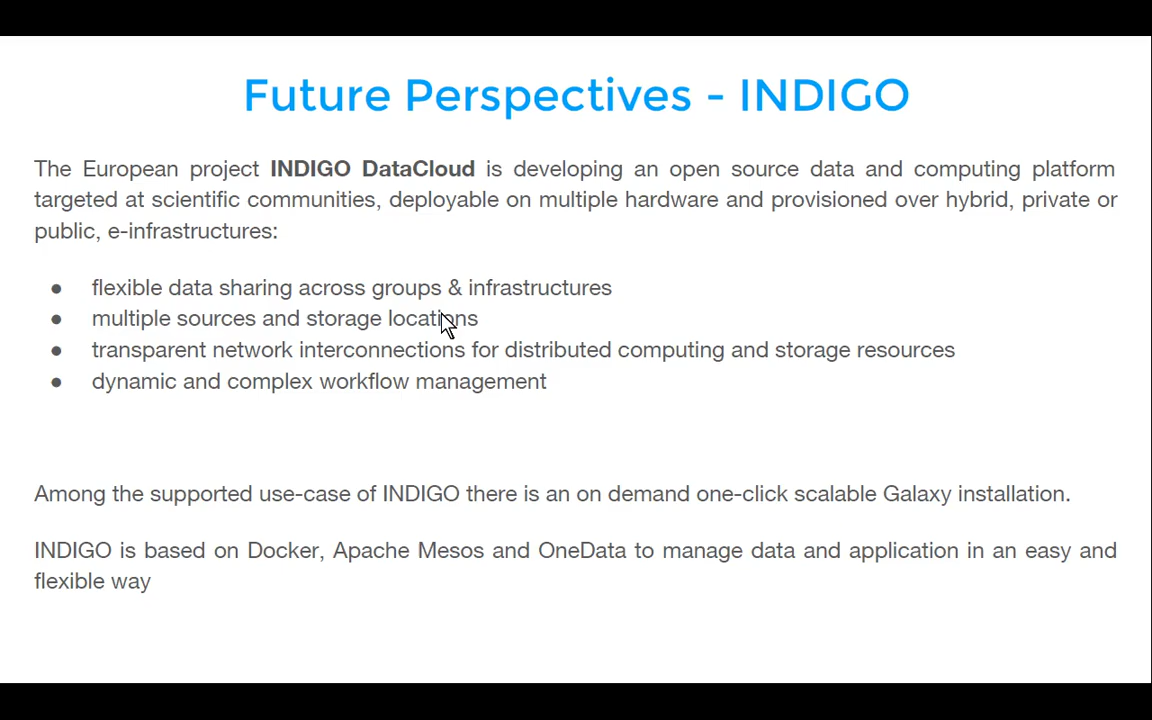 Future Perspectives - INDIGO
The European project INDIGO DataCloud is developing an open source data and computing platform
targeted at scientific communities, deployable on multiple hardware and provisioned over hybrid, private or
public, e-infrastructures:
● flexible data sharing across groups & infrastructures
● multiple sources and storage locations
● transparent network interconnections for distributed computing and storage resources
● dynamic and complex workflow management
Among the supported use-case of INDIGO there is an on demand one-click scalable Galaxy installation.
INDIGO is based on Docker, Apache Mesos and OneData to manage data and application in an easy and
flexible way